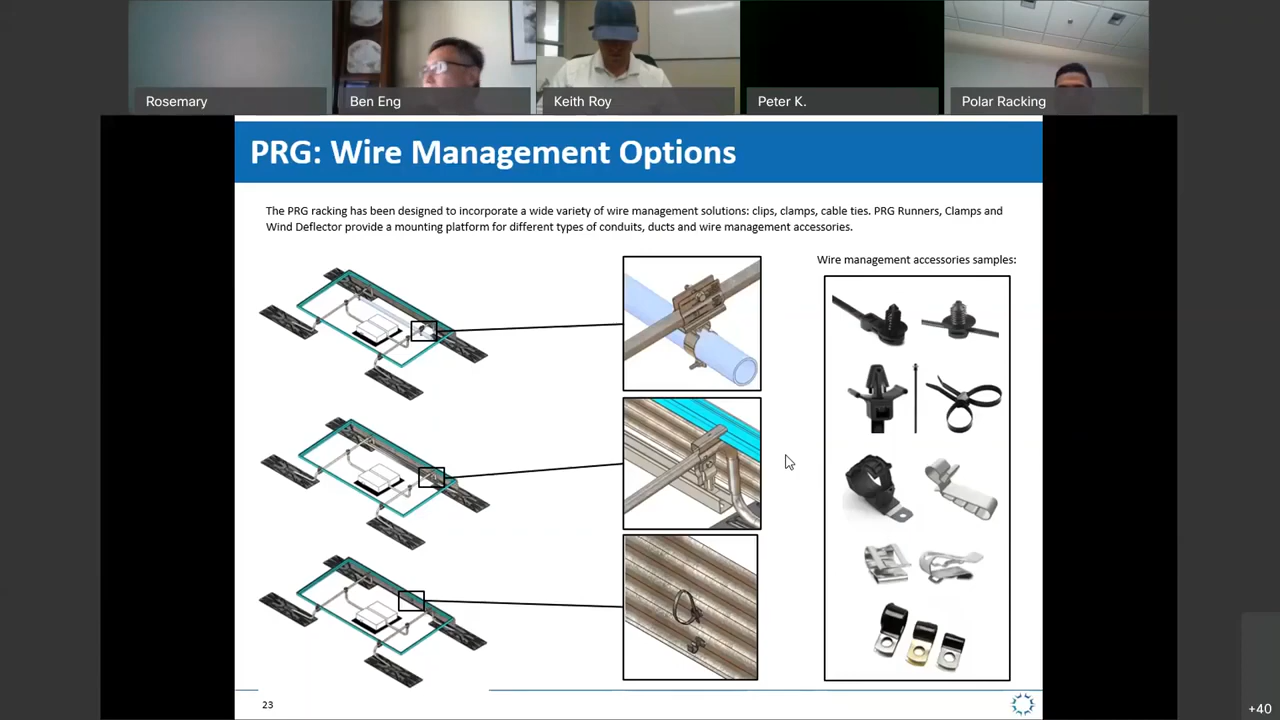 Rosemary
Ben Eng
Keith Roy
Peter K.
Polar Racking
PRG: Wire Management Options
The PRG racking has been designed to incorporate a wide variety of wire management solutions: clips, clamps, cable ties. PRG Runners, Clamps and
Wind Deflector provide a mounting platform for different types of conduits, ducts and wire management accessories.
Wire management accessories samples:
23
+40